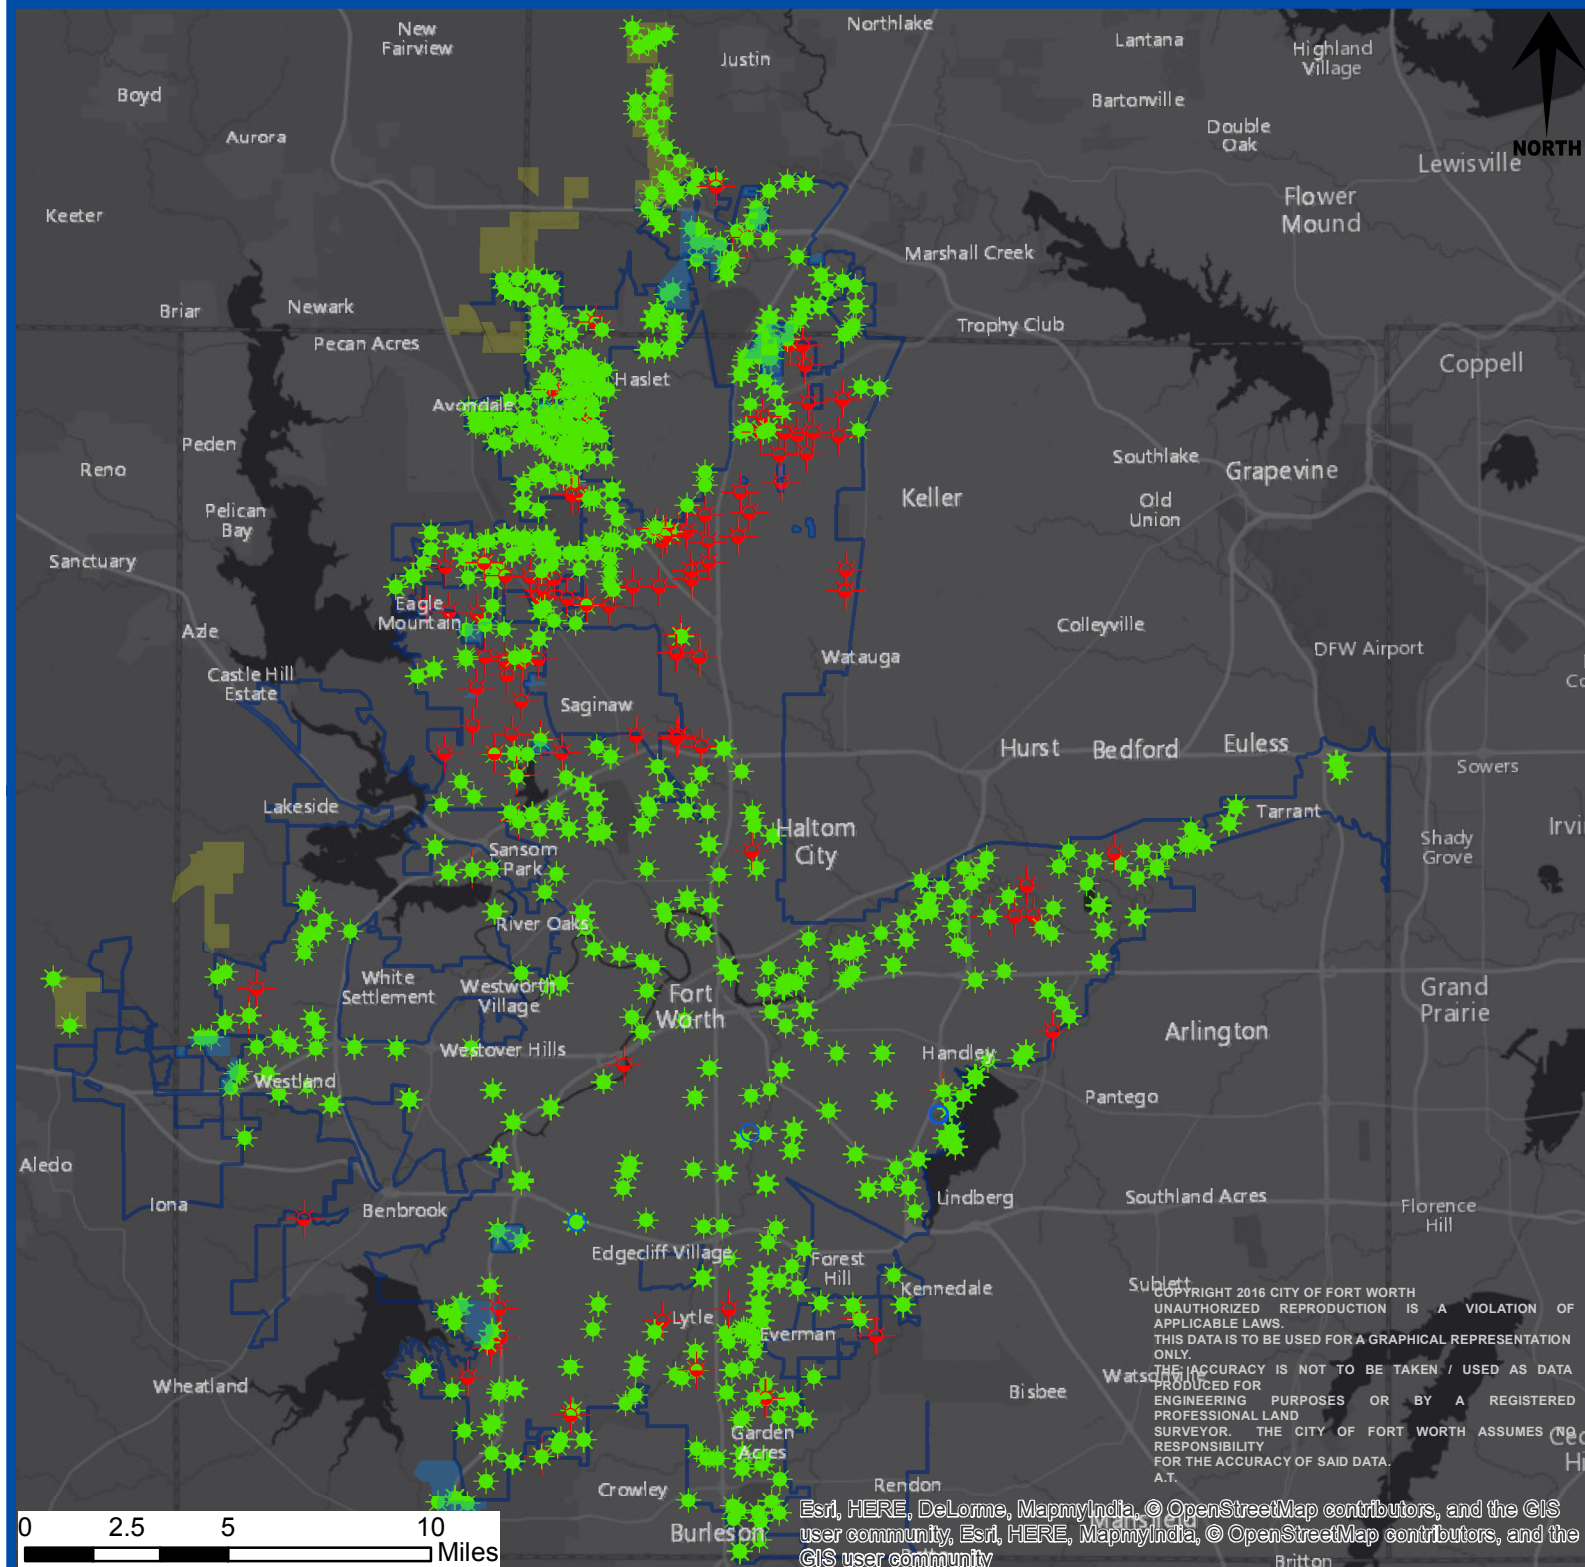 New
Fairview
Northlake
Lantana
Highland
Village
Justin
Boyd
Bartonville
Aurora
Double
Oak
NORTH
Lewisville
Flower
Mound
Keeter
Marshall Creek
Briar
Newark
Trophy Club
Pecan Acres
Coppell
Haslet
Avondale
Peden
Reno
Southlake
Grapevine
Keller
Old
Union
Pelican
Bay
Sanctuary
Eagle
Mountain
Azle
Colleyville
DFW Airport
Watauga
Castle Hill
Estate
Saginaw
Hurst
Bedford
Euless
Sowers
Lakeside
Tarrant
Haltom
City
Shady
Grove
Sansom
Park
River Oaks
White
Settlement
Westworth
Village
Fort
Worth
Grand
Prairie
Arlington
Westover Hills
Handley
Westland
Pantego
Aledo
Iona
Benbrook
Lindberg
Southland Acres
Florence
Hill
Edgecliff Village
Forest
Hill
Kennedale
Sublett
COPYRIGHT 2016 CITY OF FORT WORTH
UNAUTHORIZED REPRODUCTION IS A VIOLATION OF
APPLICABLE LAWS.
THIS DATA IS TO BE USED FOR A GRAPHICAL REPRESENTATION
ONLY.
THE ACCURACY IS NOT TO BE TAKEN / USED AS DATA
PRODUCED FOR
ENGINEERING PURPOSES OR BY A REGISTERED
PROFESSIONAL LAND
SURVEYOR. THE CITY OF FORT WORTH ASSUMES NO
RESPONSIBILITY
FOR THE ACCURACY OF SAID DATA.
A.T.
Lytle
Everman
Wheatland
Bisbee
Watsonville
Garden
Acres
Crowley
Rendon
Burleson
Mansfield
Britton
Esri, HERE, DeLorme, MapmyIndia, © OpenStreetMap contributors, and the GIS
user community, Esri, HERE, MapmyIndia, © OpenStreetMap contributors, and the
GIS user community
0 2.5 5 10
Miles